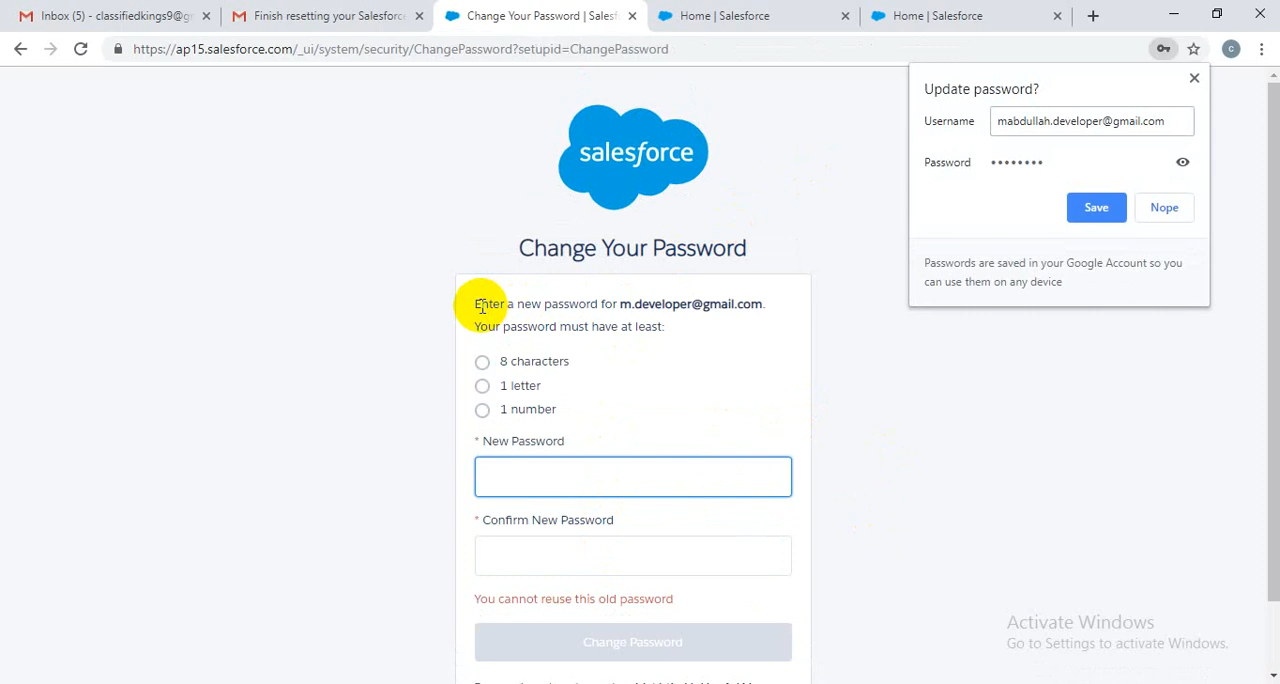 Inbox (5) - classifiedkings9@gr
Finish resetting your Salesforc
Change Your Password | Salesf
Home | Salesforce
Home | Salesforce
https://ap15.salesforce.com/_ui/system/security/ChangePassword?setupid=ChangePassword
C
Update password?
Username mabdullah.developer@gmail.com
Password ••••••••
Save Nope
Passwords are saved in your Google Account so you
can use them on any device
salesforce
Change Your Password
Enter a new password for m.developer@gmail.com.
Your password must have at least:
8 characters
1 letter
1 number
* New Password
* Confirm New Password
You cannot reuse this old password
Change Password
Activate Windows
Go to Settings to activate Windows.